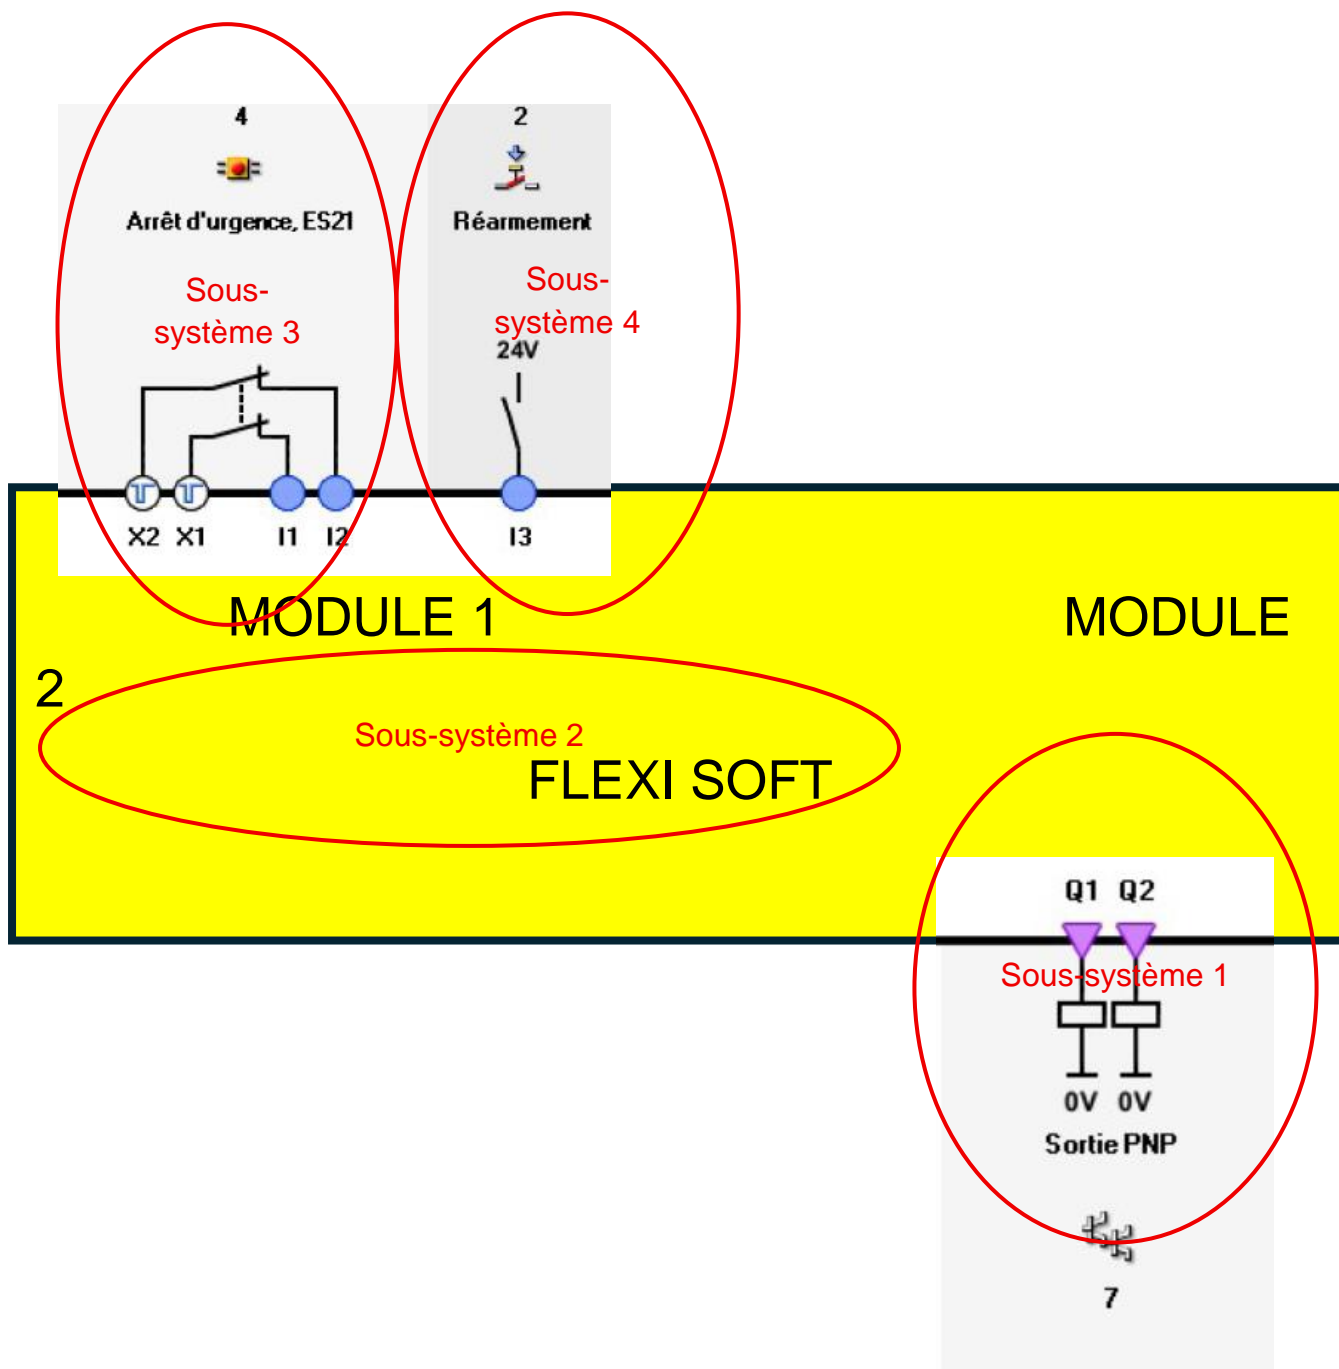 4
2
Arrêt d'urgence, ES21
Réarmement
Sous-
système 3
Sous-
système 4
24V
X2 X1 I1 I2 I3
MODULE 1 MODULE
2
Sous-système 2
FLEXI SOFT
Q1 Q2
Sous-système 1
0V 0V
Sortie PNP
7